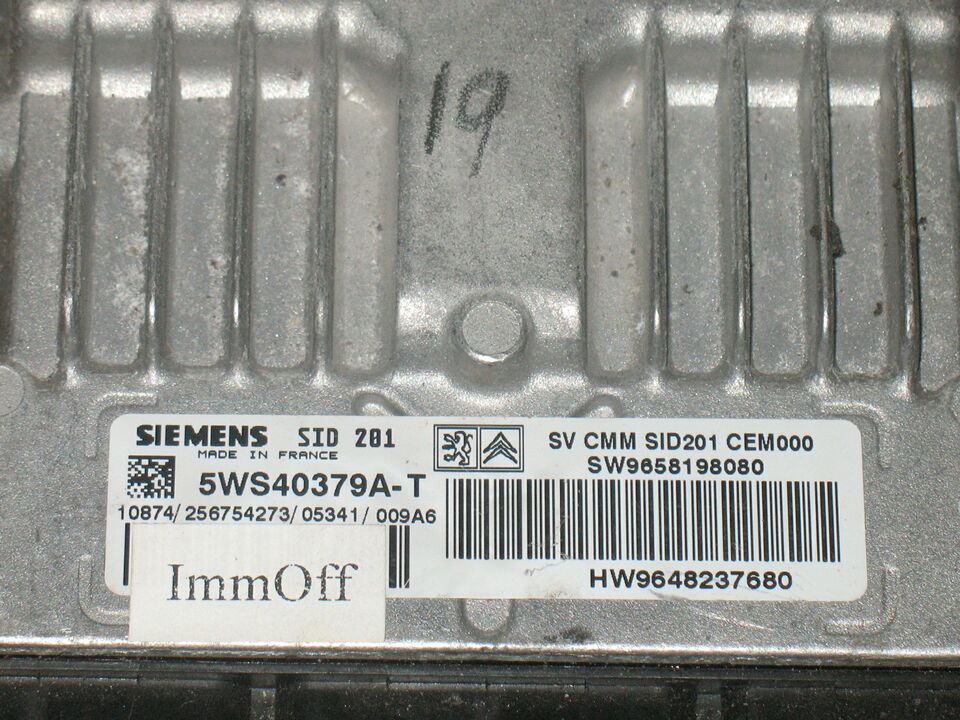 19
SIEMENS SID 201
MADE IN FRANCE
5WS40379A-T
10874/256754273/05341/009A6
ImmOff
SV CMM SID201 CEM000
SW9658198080
HW9648237680